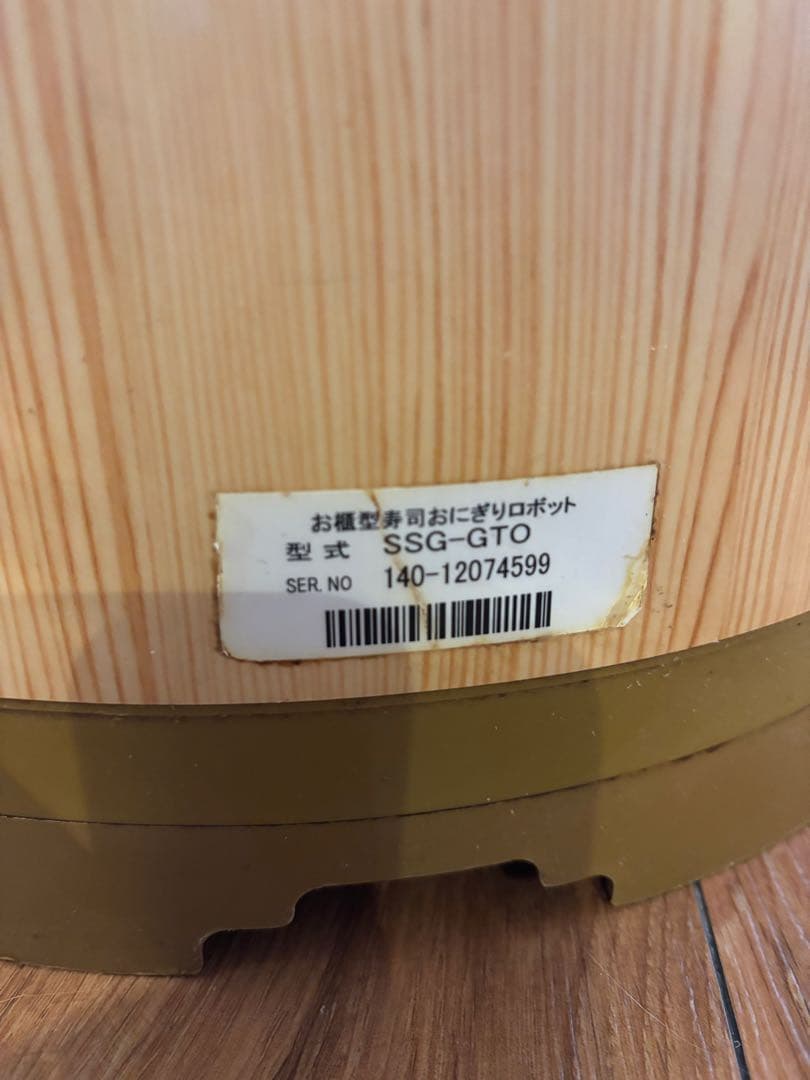 お櫃型寿司おにぎりロボット
型式 SSG-GTO
SER.NO 140-12074599